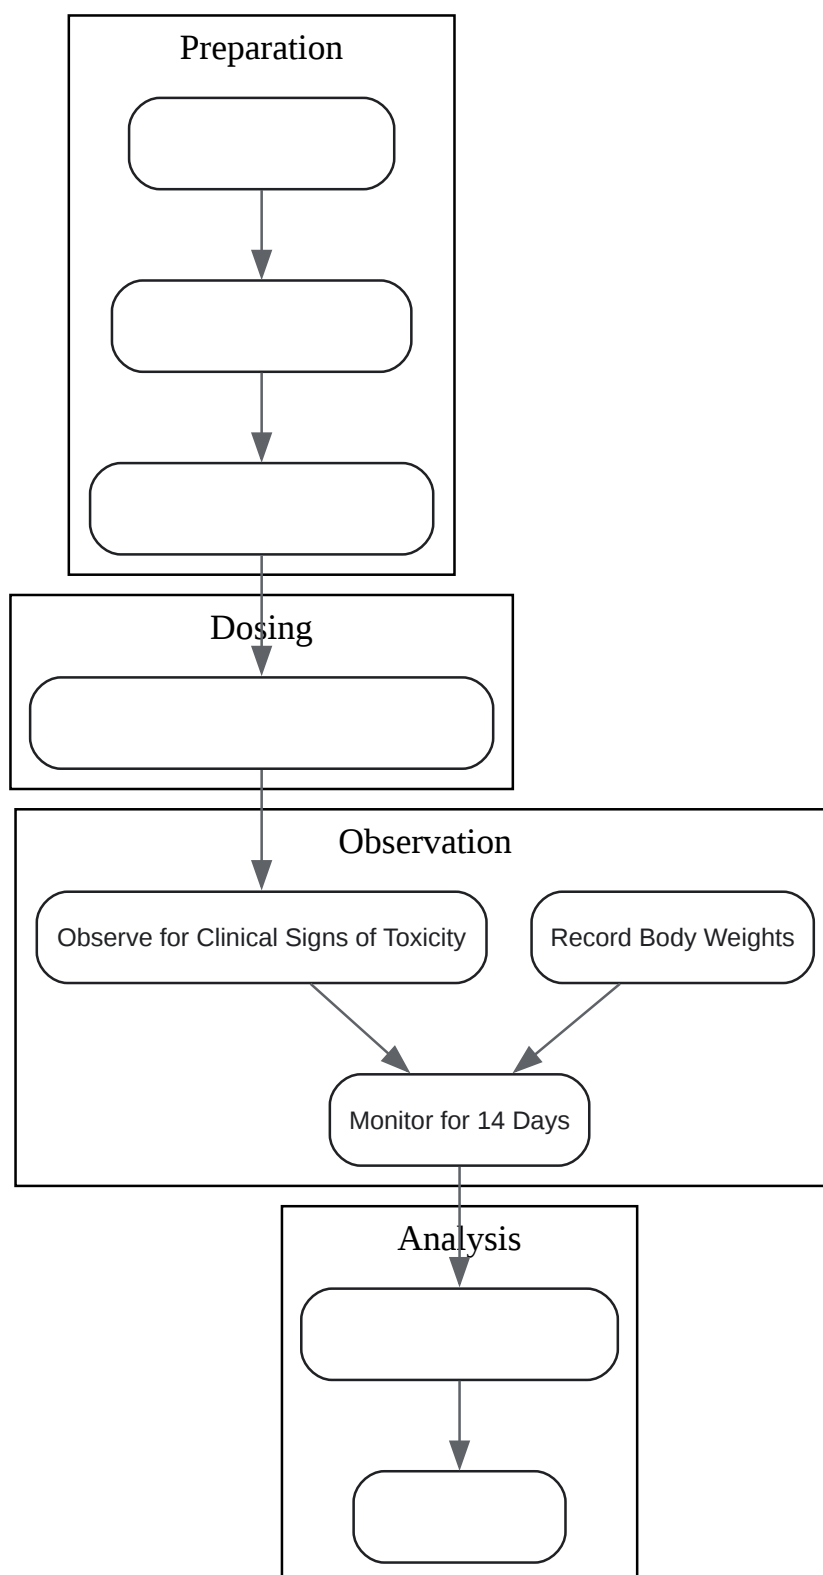 Preparation
Dosing
Observation
Observe for Clinical Signs of Toxicity
Record Body Weights
Monitor for 14 Days
Analysis